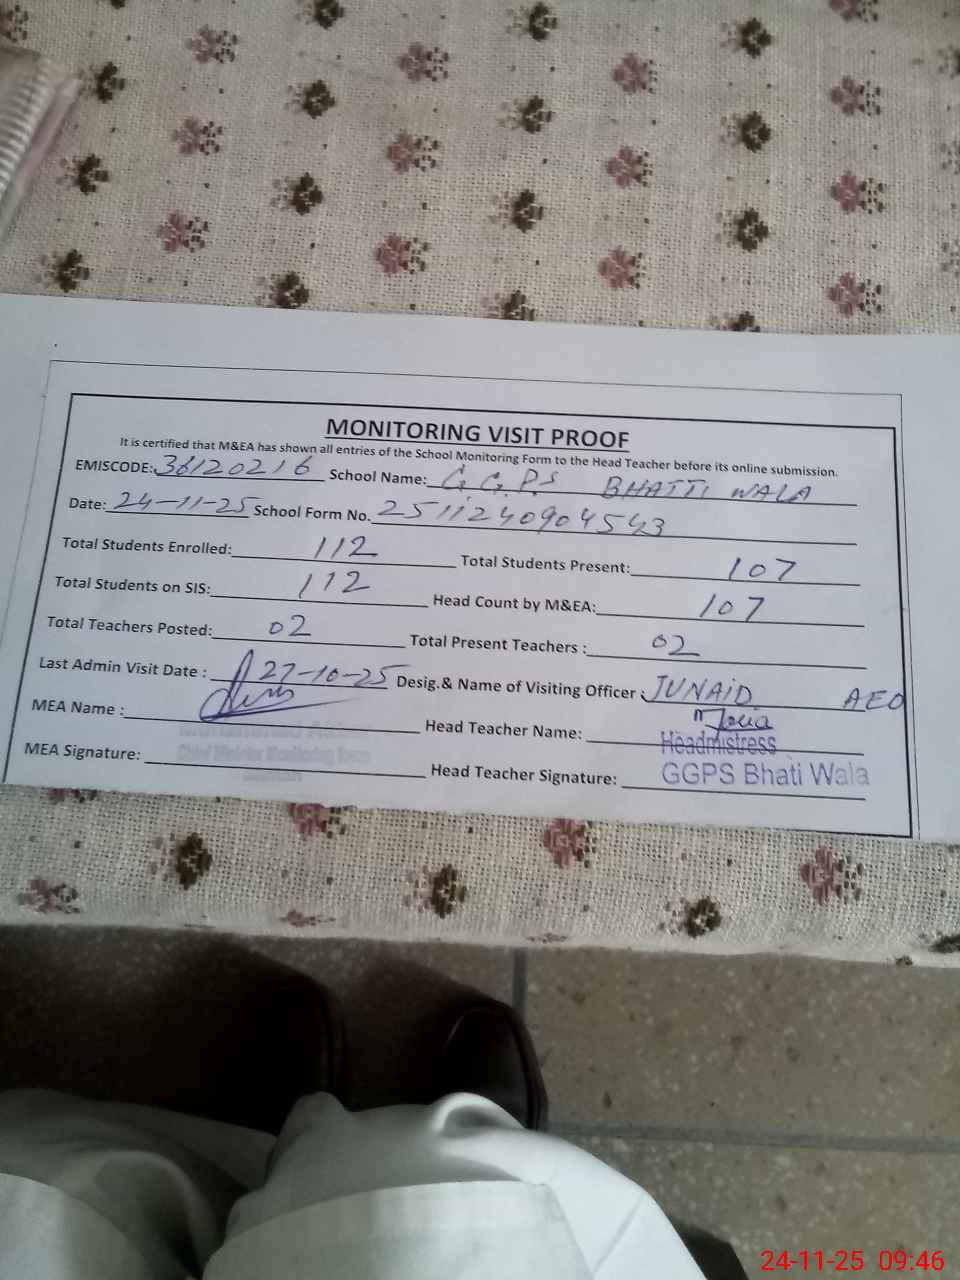 MONITORING VISIT PROOF
It is certified that M&EA has shown all entries of the School Monitoring Form to the Head Teacher before its online submission.
EMISCODE: 36120216 School Name: G.G.P.S BHATTI WALA
Date: 24-11-25 School Form No. 2511240904543
Total Students Enrolled: 112 Total Students Present: 107
Total Students on SIS: 112 Head Count by M&EA: 107
Total Teachers Posted: 02 Total Present Teachers : 02
Last Admin Visit Date : 27-10-25 Desig.& Name of Visiting Officer JUNAID AEO
MEA Name : Head Teacher Name:
Headmistress
MEA Signature: Chief Minister Monitoring Force Head Teacher Signature: GGPS Bhati Wala
24-11-25 09:46